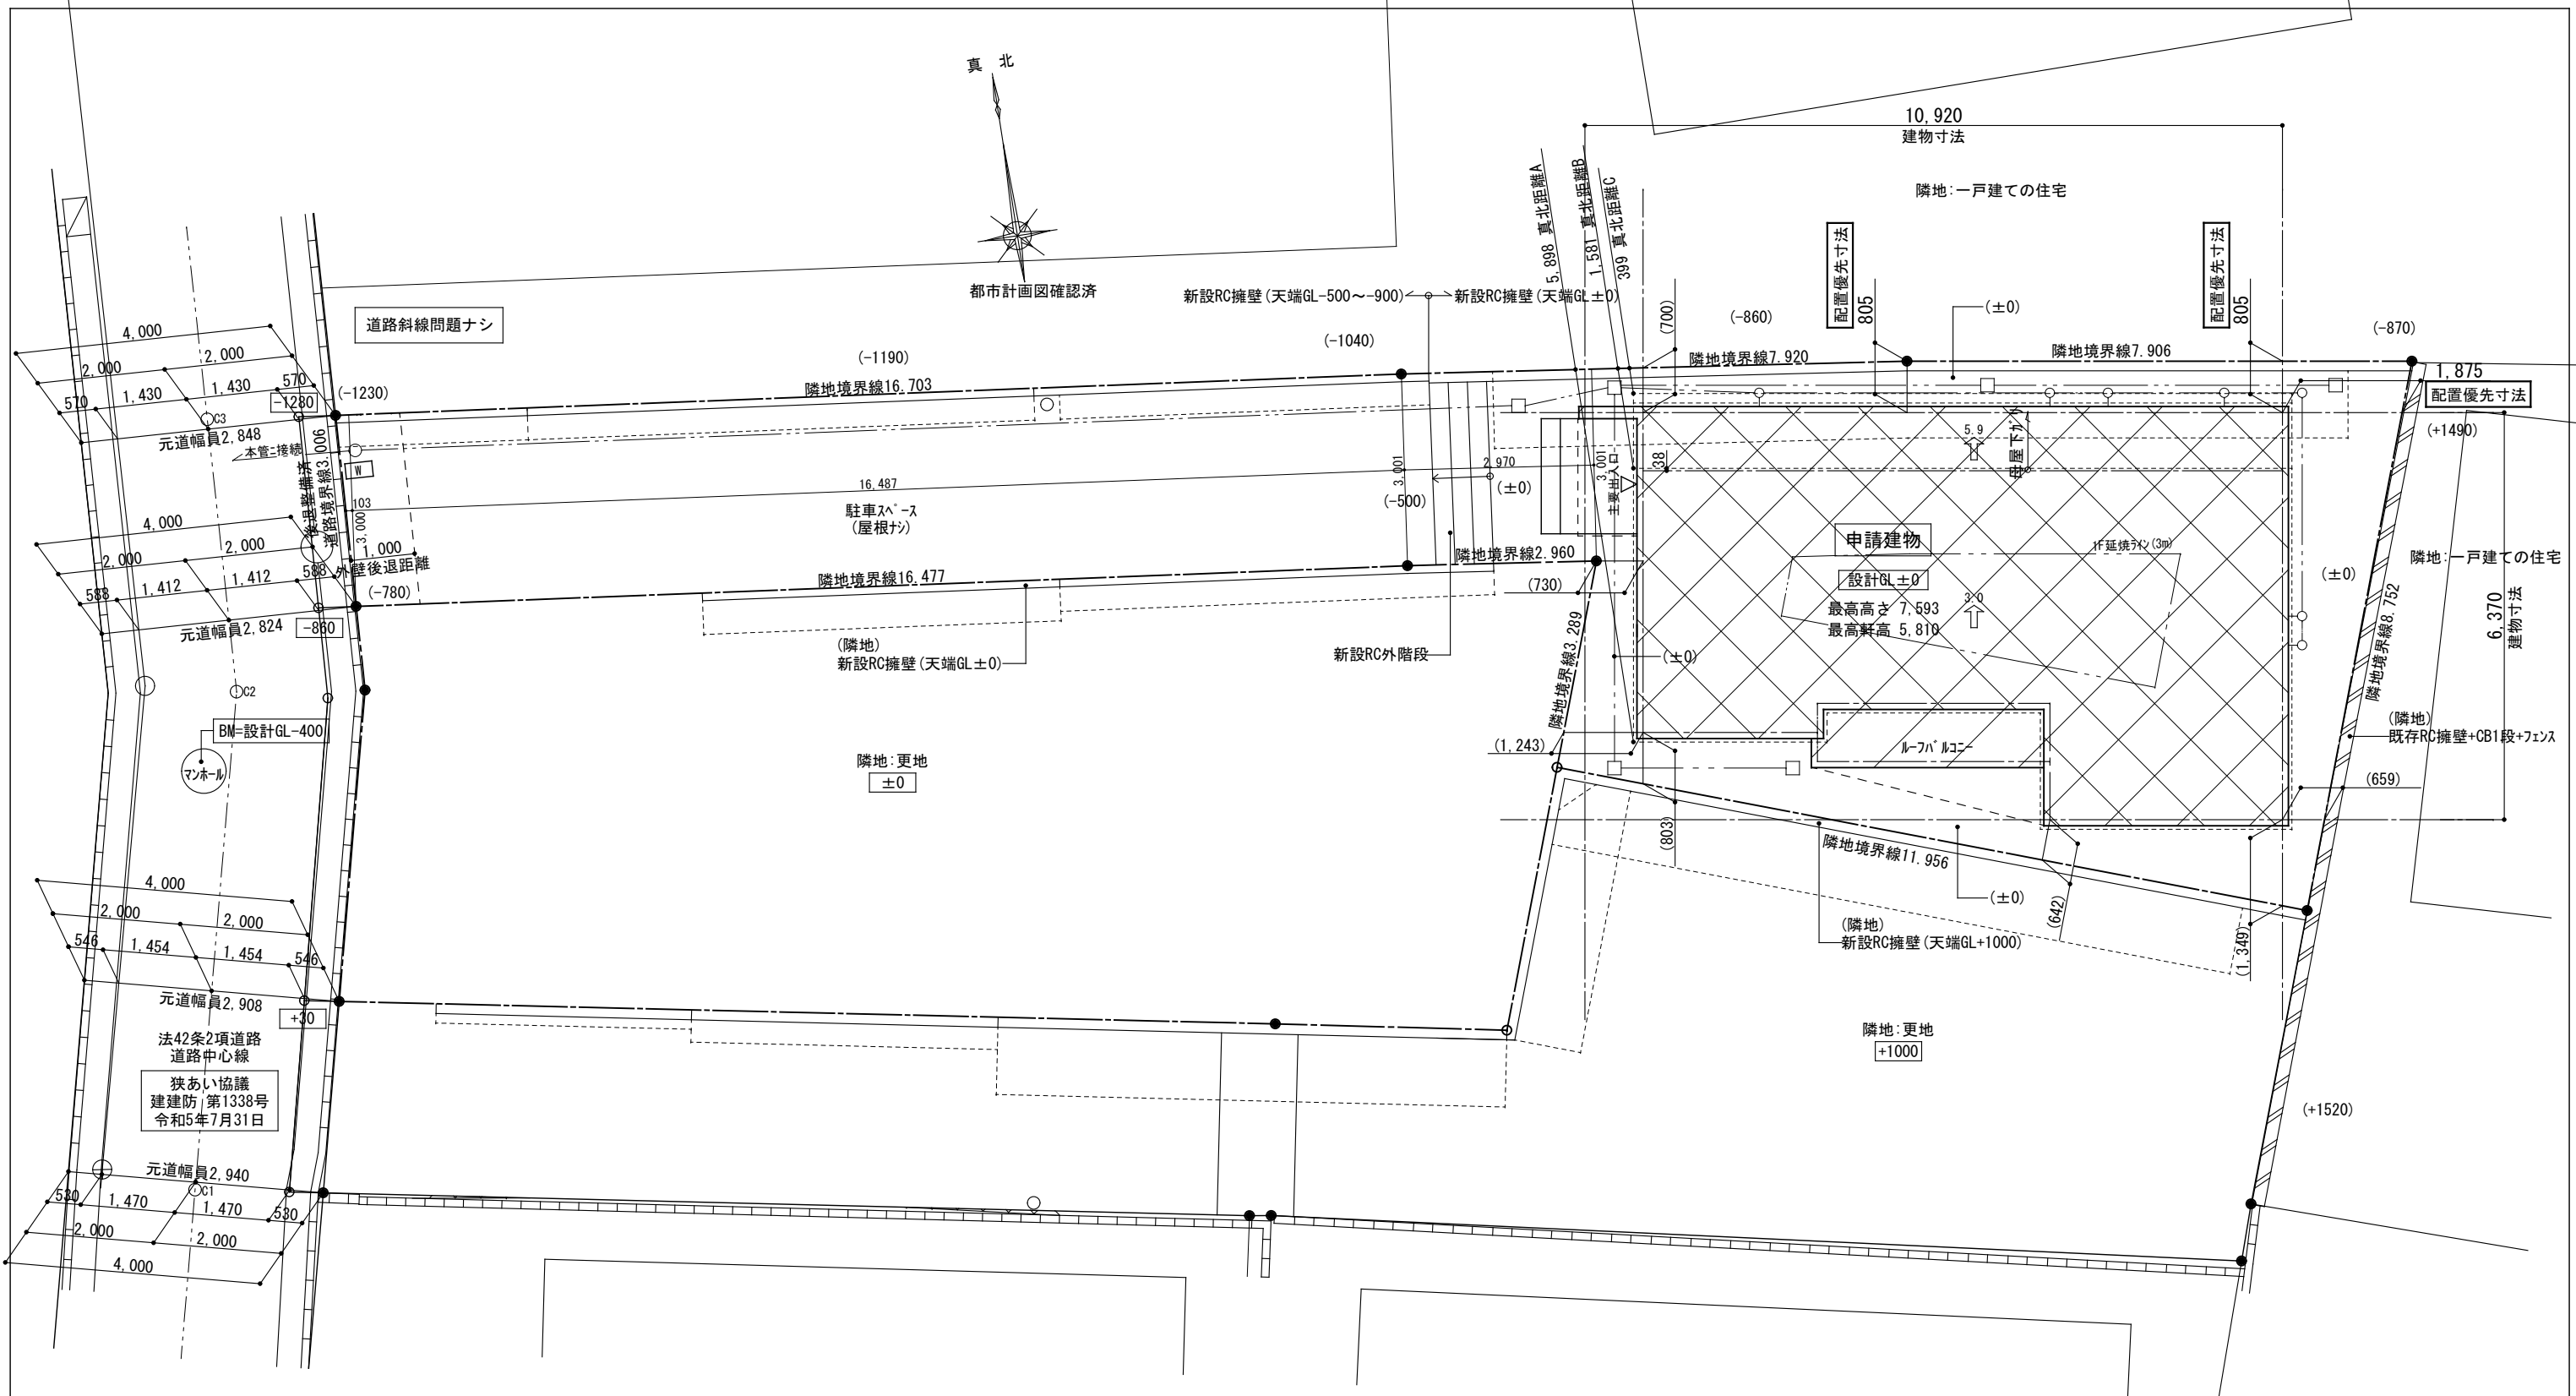 真 北
都市計画図確認済
道路斜線問題ナシ
10,920
建物寸法
隣地:一戸建ての住宅
5,898 真北距離A
1,581 真北距離B
399 真北距離C
新設RC擁壁(天端GL-500～-900)
新設RC擁壁(天端GL±0)
(700)
(-860)
配置優先寸法
805
(±0)
配置優先寸法
805
(-870)
1,875
配置優先寸法
(+1490)
4,000
2,000
2,000
570
1,430
1,430
570
-1280
(-1230)
(-1190)
(-1040)
隣地境界線16.703
隣地境界線7.920
隣地境界線7.906
C3
元道幅員2,848
本管ニ接続
W
後退整備済
道路境界線3.006
103
16,487
駐車スペース
(屋根ナシ)
3,001
2,970
(-500)
(±0)
3,001
主要出入口
38
5.9
母屋下がり
4,000
2,000
2,000
588
1,412
1,412
588
3,000
1,000
外壁後退距離
元道幅員2,824
-860
(-780)
隣地境界線16.477
隣地境界線2.960
(730)
申請建物
設計GL±0
最高高さ 7,593
最高軒高 5,810
3.0
1F延焼ライン(3m)
(±0)
隣地:一戸建ての住宅
6,370
建物寸法
隣地境界線8.752
(隣地)
新設RC擁壁(天端GL±0)
新設RC外階段
隣地境界線3.289
(±0)
C2
BM=設計GL-400
マンホール
隣地:更地
±0
(1,243)
ルーフバルコニー
(隣地)
既存RC擁壁+CB1段+フェンス
(659)
(803)
隣地境界線11.956
(±0)
(642)
(1,349)
(隣地)
新設RC擁壁(天端GL+1000)
4,000
2,000
2,000
546
1,454
1,454
546
元道幅員2,908
+30
法42条2項道路
道路中心線
狭あい協議
建建防 第1338号
令和5年7月31日
隣地:更地
+1000
(+1520)
元道幅員2,940
C1
530
1,470
1,470
530
2,000
2,000
4,000